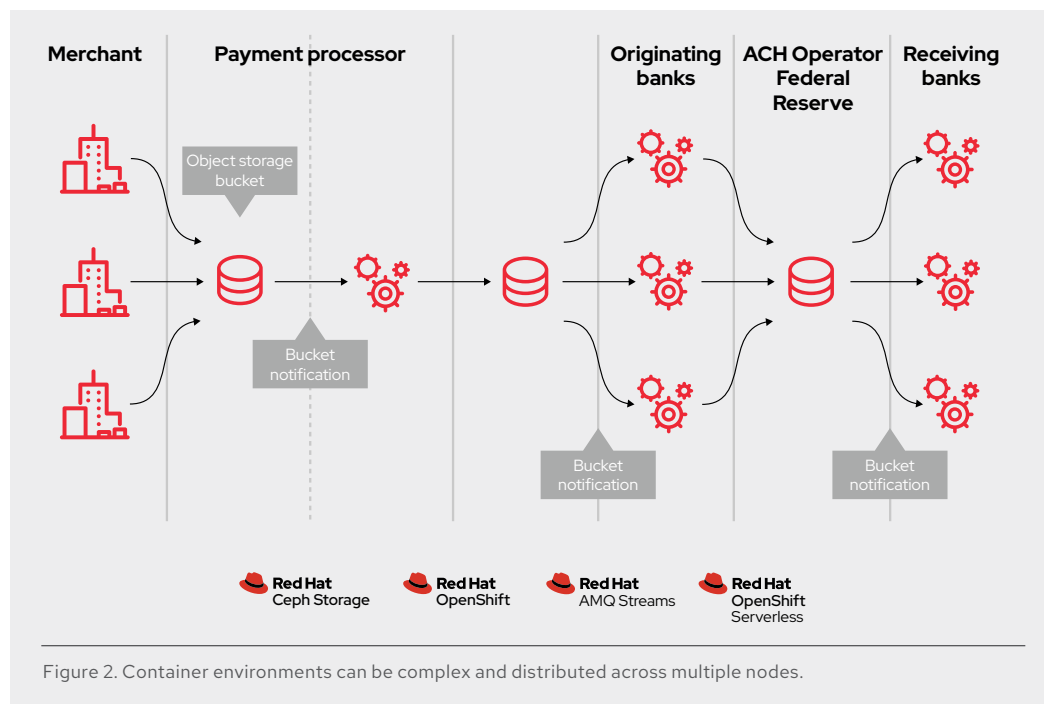 Merchant
Payment processor
Originating
banks
ACH Operator
Federal
Reserve
Receiving
banks
Object storage
bucket
Bucket
notification
Bucket
notification
Bucket
notification
Red Hat
Ceph Storage
Red Hat
OpenShift
Red Hat
AMQ Streams
Red Hat
OpenShift
Serverless
Figure 2. Container environments can be complex and distributed across multiple nodes.